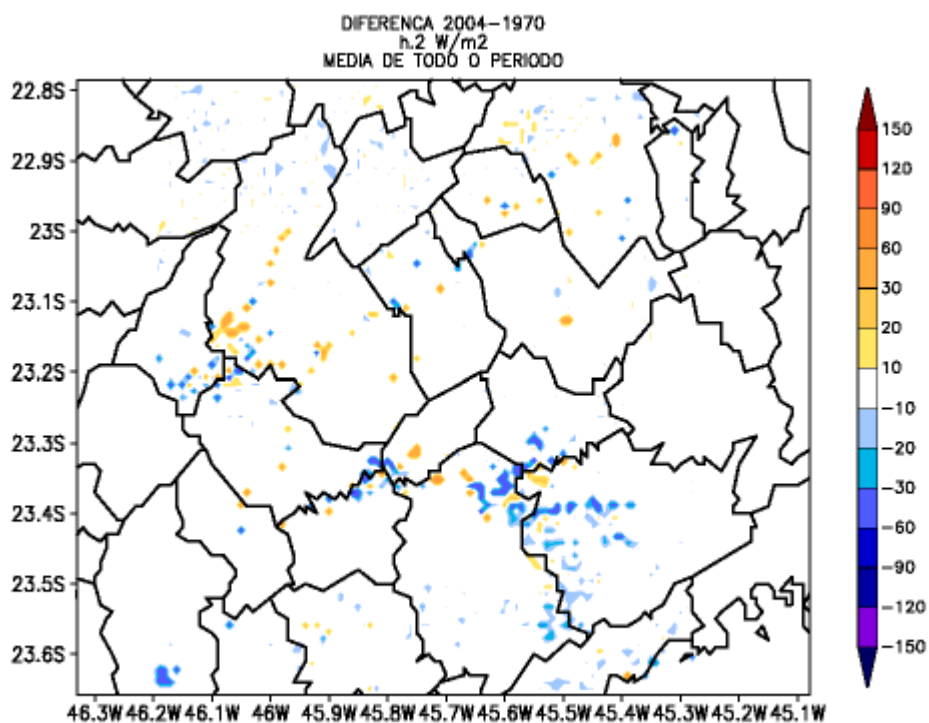 DIFERENCA 2004-1970
h.2 W/m2
MEDIA DE TODO O PERIODO
22.8S
22.9S
23S
23.1S
23.2S
23.3S
23.4S
23.5S
23.6S
46.3W 46.2W 46.1W 46W 45.9W 45.8W 45.7W 45.6W 45.5W 45.4W 45.3W 45.2W 45.1W
150
120
90
60
30
20
10
-10
-20
-30
-60
-90
-120
-150